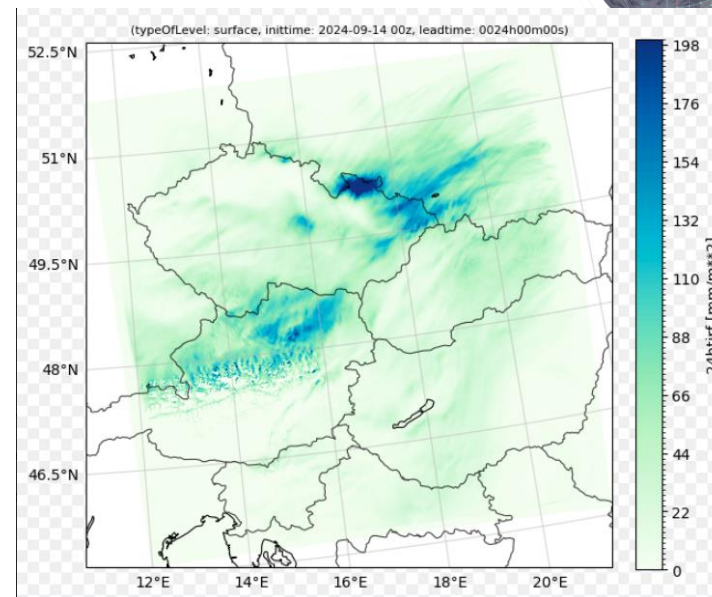 (typeOfLevel: surface, inittime: 2024-09-14 00z, leadtime: 0024h00m00s)
52.5°N
51°N
49.5°N
48°N
46.5°N
12°E
14°E
16°E
18°E
20°E
198
176
154
132
110
88
66
44
22
0